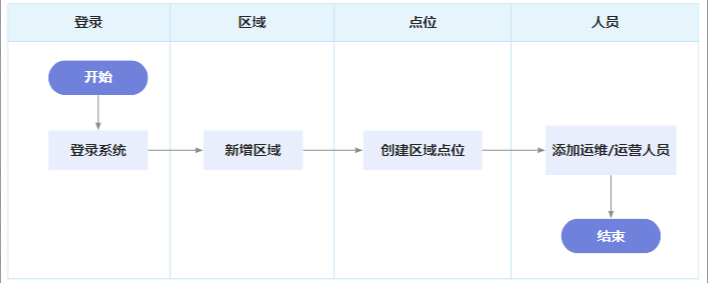 登录
区域
点位
人员
开始
登录系统
新增区域
创建区域点位
添加运维/运营人员
结束